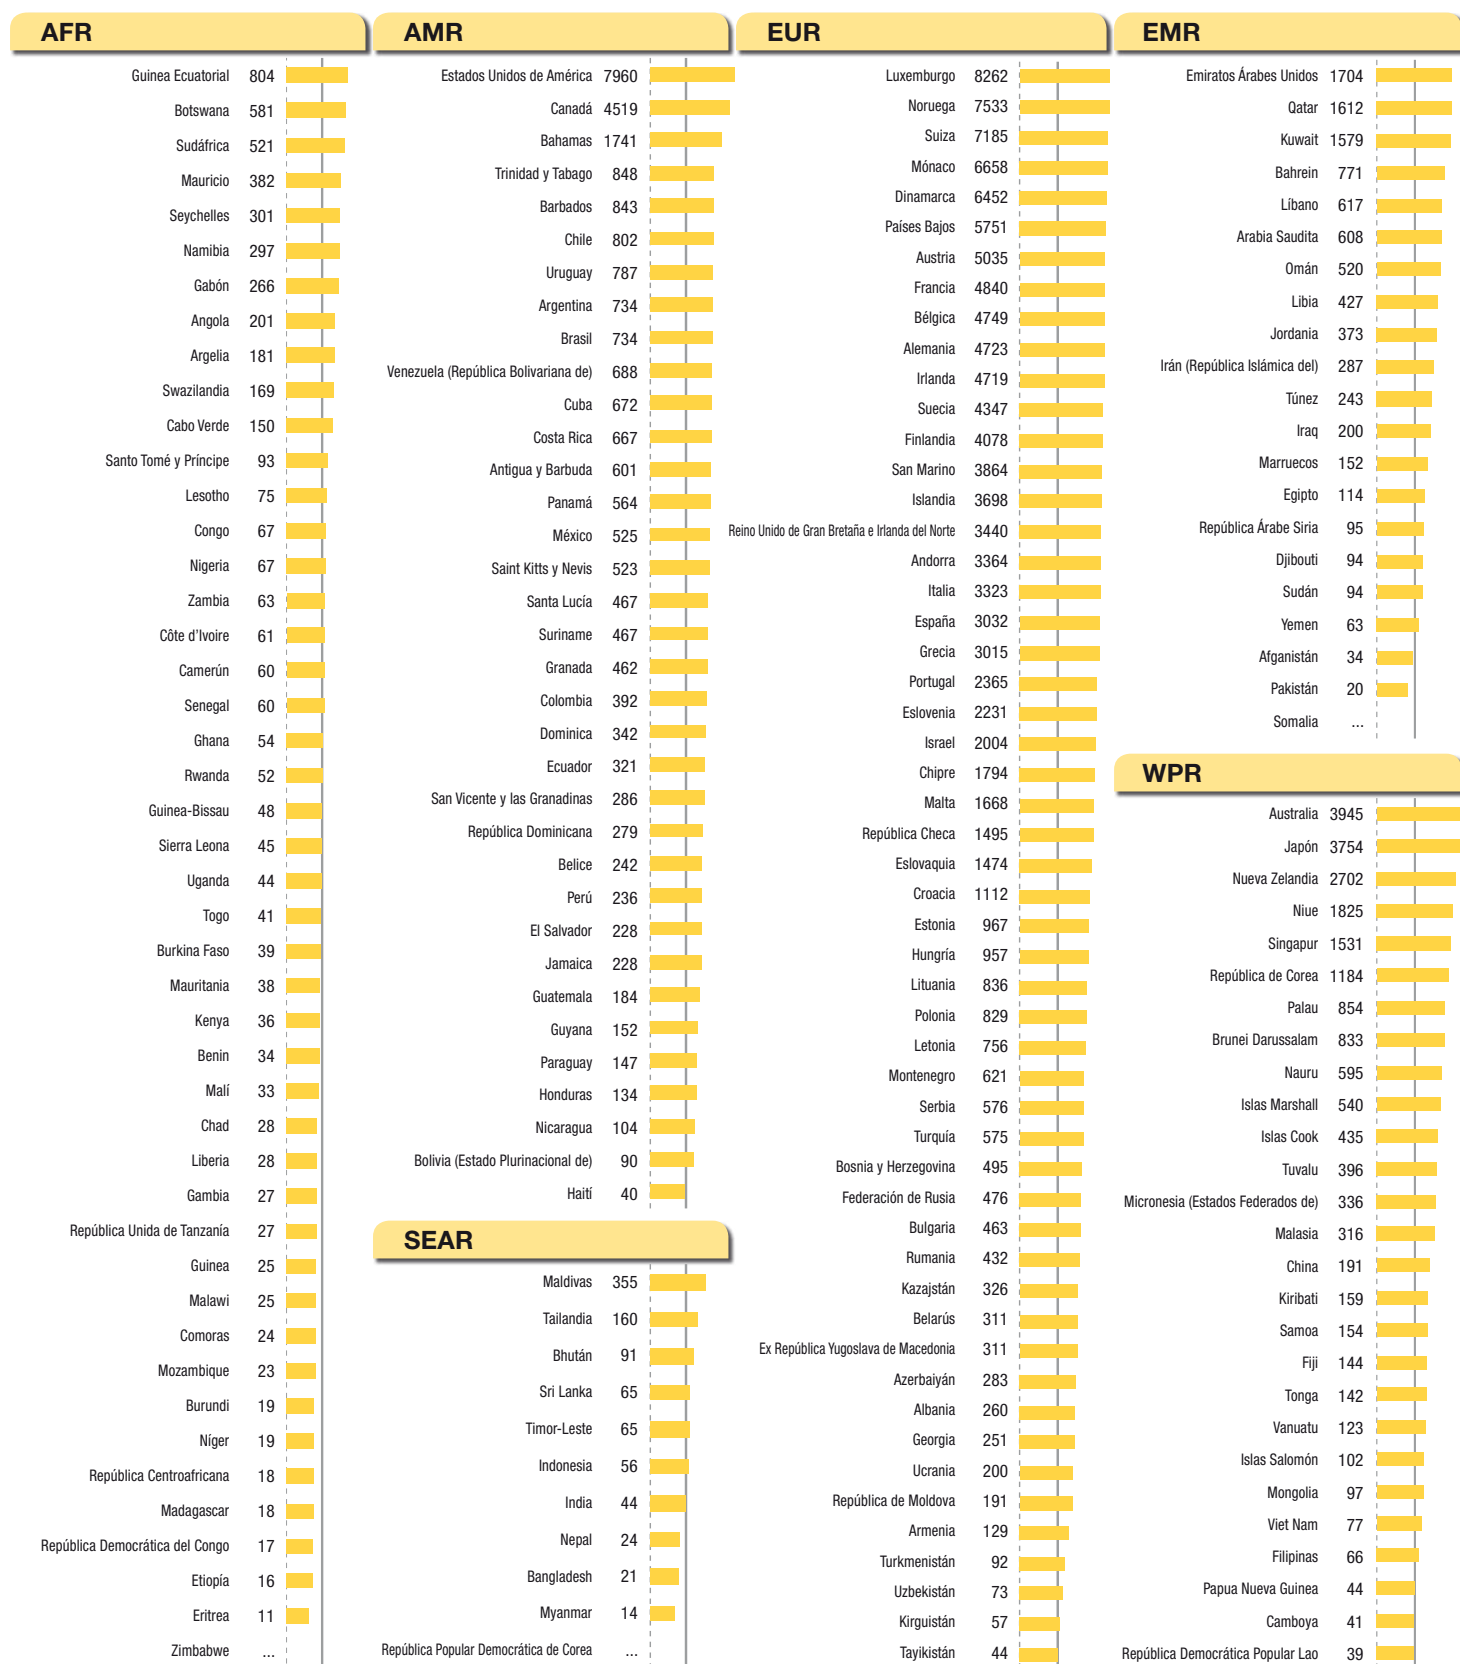 AFR
Guinea Ecuatorial 804
Botswana 581
Sudáfrica 521
Mauricio 382
Seychelles 301
Namibia 297
Gabón 266
Angola 201
Argelia 181
Swazilandia 169
Cabo Verde 150
Santo Tomé y Príncipe 93
Lesotho 75
Congo 67
Nigeria 67
Zambia 63
Côte d'Ivoire 61
Camerún 60
Senegal 60
Ghana 54
Rwanda 52
Guinea-Bissau 48
Sierra Leona 45
Uganda 44
Togo 41
Burkina Faso 39
Mauritania 38
Kenya 36
Benin 34
Malí 33
Chad 28
Liberia 28
Gambia 27
República Unida de Tanzanía 27
Guinea 25
Malawi 25
Comoras 24
Mozambique 23
Burundi 19
Níger 19
República Centroafricana 18
Madagascar 18
República Democrática del Congo 17
Etiopía 16
Eritrea 11
Zimbabwe ...
AMR
Estados Unidos de América 7960
Canadá 4519
Bahamas 1741
Trinidad y Tabago 848
Barbados 843
Chile 802
Uruguay 787
Argentina 734
Brasil 734
Venezuela (República Bolivariana de) 688
Cuba 672
Costa Rica 667
Antigua y Barbuda 601
Panamá 564
México 525
Saint Kitts y Nevis 523
Santa Lucía 467
Suriname 467
Granada 462
Colombia 392
Dominica 342
Ecuador 321
San Vicente y las Granadinas 286
República Dominicana 279
Belice 242
Perú 236
El Salvador 228
Jamaica 228
Guatemala 184
Guyana 152
Paraguay 147
Honduras 134
Nicaragua 104
Bolivia (Estado Plurinacional de) 90
Haití 40
SEAR
Maldivas 355
Tailandia 160
Bhután 91
Sri Lanka 65
Timor-Leste 65
Indonesia 56
India 44
Nepal 24
Bangladesh 21
Myanmar 14
República Popular Democrática de Corea ...
EUR
Luxemburgo 8262
Noruega 7533
Suiza 7185
Mónaco 6658
Dinamarca 6452
Países Bajos 5751
Austria 5035
Francia 4840
Bélgica 4749
Alemania 4723
Irlanda 4719
Suecia 4347
Finlandia 4078
San Marino 3864
Islandia 3698
Reino Unido de Gran Bretaña e Irlanda del Norte 3440
Andorra 3364
Italia 3323
España 3032
Grecia 3015
Portugal 2365
Eslovenia 2231
Israel 2004
Chipre 1794
Malta 1668
República Checa 1495
Eslovaquia 1474
Croacia 1112
Estonia 967
Hungría 957
Lituania 836
Polonia 829
Letonia 756
Montenegro 621
Serbia 576
Turquía 575
Bosnia y Herzegovina 495
Federación de Rusia 476
Bulgaria 463
Rumania 432
Kazajstán 326
Belarús 311
Ex República Yugoslava de Macedonia 311
Azerbaiyán 283
Albania 260
Georgia 251
Ucrania 200
República de Moldova 191
Armenia 129
Turkmenistán 92
Uzbekistán 73
Kirguistán 57
Tayikistán 44
EMR
Emiratos Árabes Unidos 1704
Qatar 1612
Kuwait 1579
Bahrein 771
Líbano 617
Arabia Saudita 608
Omán 520
Libia 427
Jordania 373
Irán (República Islámica del) 287
Túnez 243
Iraq 200
Marruecos 152
Egipto 114
República Árabe Siria 95
Djibouti 94
Sudán 94
Yemen 63
Afganistán 34
Pakistán 20
Somalia ...
WPR
Australia 3945
Japón 3754
Nueva Zelandia 2702
Niue 1825
Singapur 1531
República de Corea 1184
Palau 854
Brunei Darussalam 833
Nauru 595
Islas Marshall 540
Islas Cook 435
Tuvalu 396
Micronesia (Estados Federados de) 336
Malasia 316
China 191
Kiribati 159
Samoa 154
Fiji 144
Tonga 142
Vanuatu 123
Islas Salomón 102
Mongolia 97
Viet Nam 77
Filipinas 66
Papua Nueva Guinea 44
Camboya 41
República Democrática Popular Lao 39